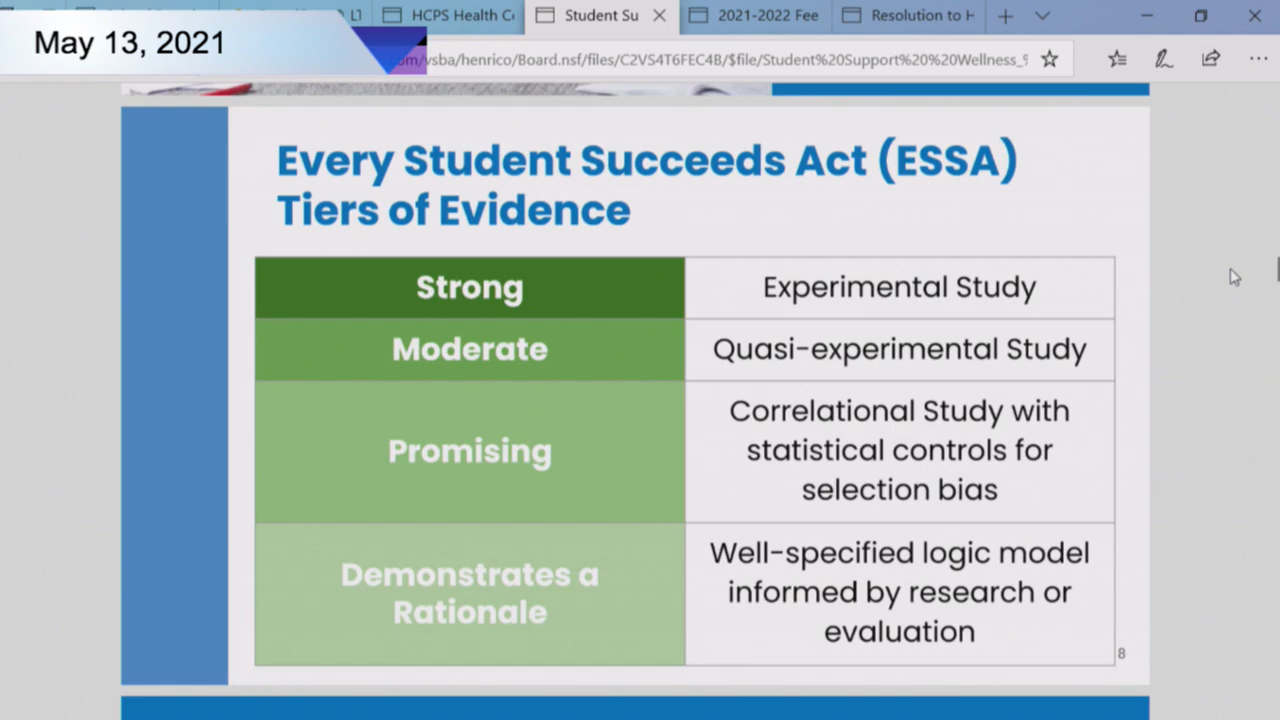 HCPS Health C
Student Su
2021-2022 Fee
Resolution to H
May 13, 2021
om/vsba/henrico/Board.nsf/files/C2VS4T6FEC4B/$file/Student%20Support%20%20Wellness_%
Every Student Succeeds Act (ESSA)
Tiers of Evidence
Strong
Experimental Study
Moderate
Quasi-experimental Study
Promising
Correlational Study with
statistical controls for
selection bias
Demonstrates a
Rationale
Well-specified logic model
informed by research or
evaluation
8